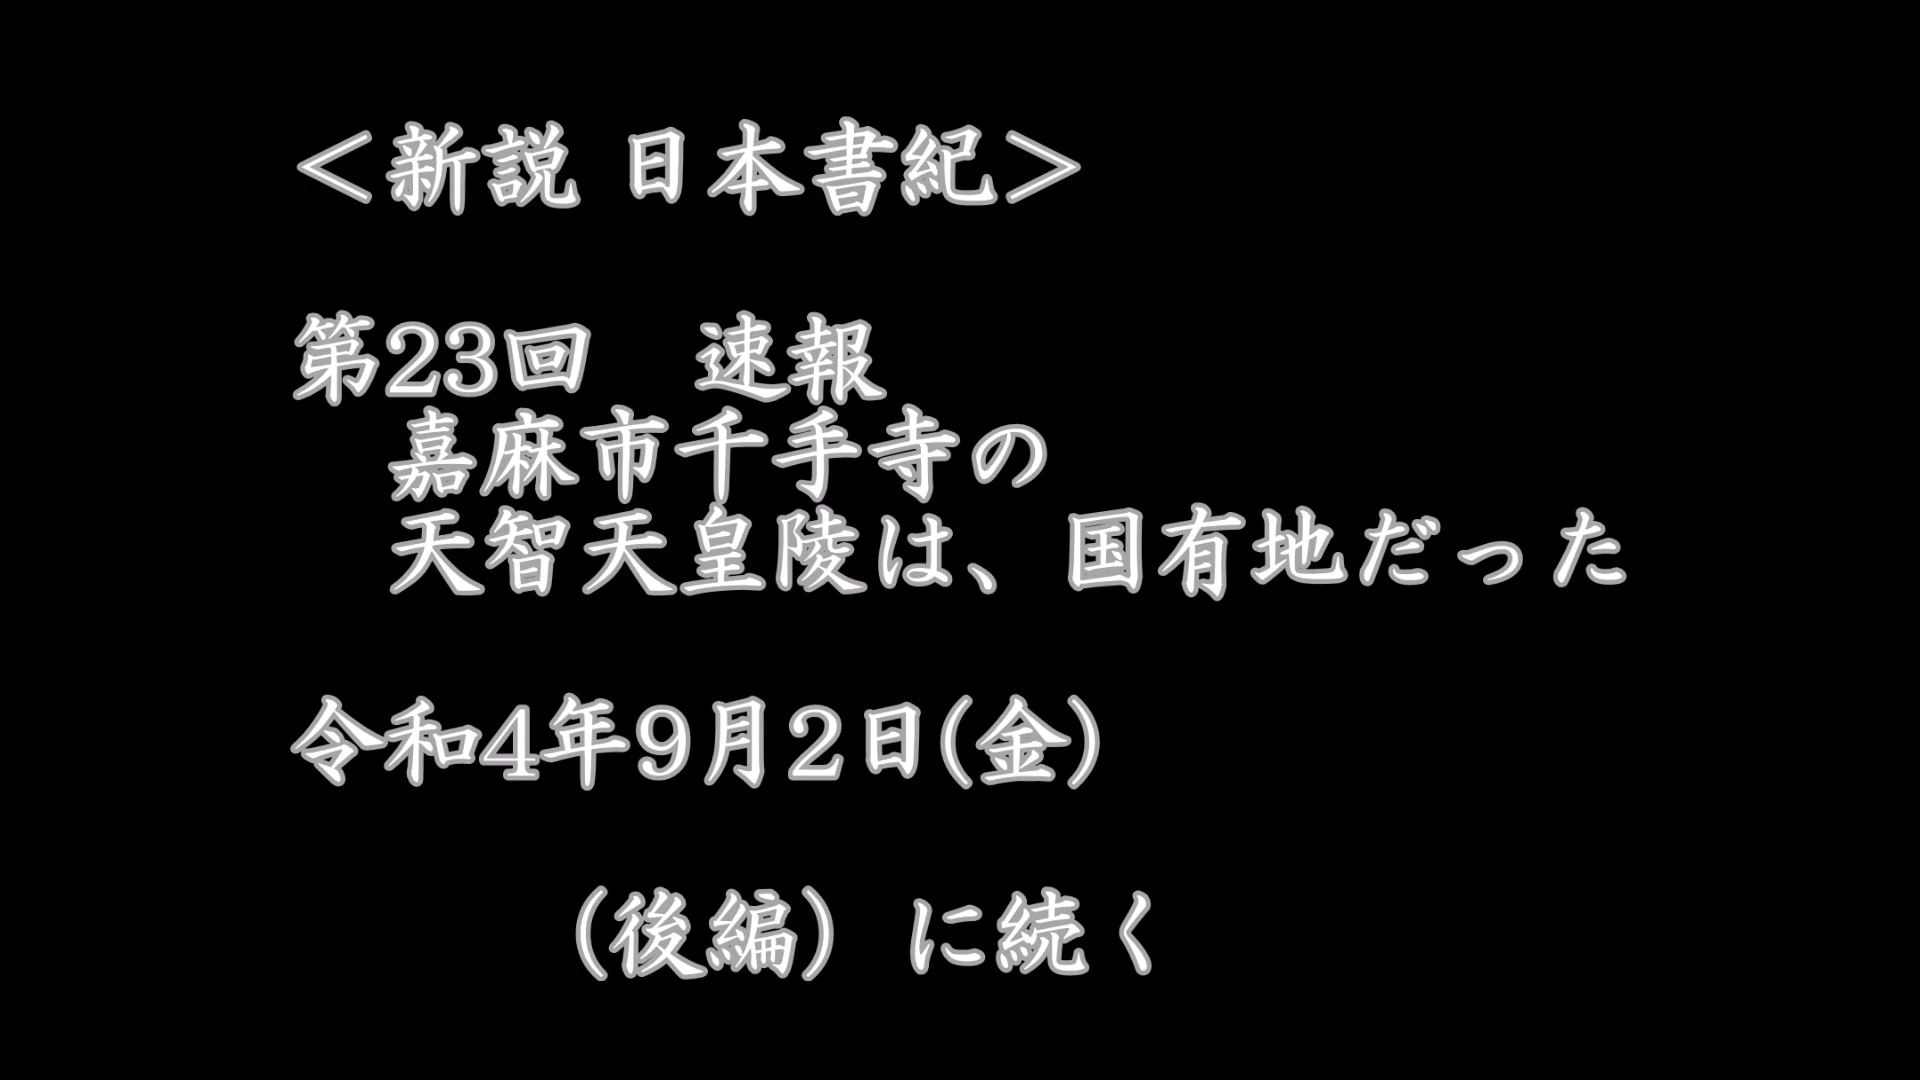 ＜新説 日本書紀＞
第23回　速報
嘉麻市千手寺の
天智天皇陵は、国有地だった
令和4年9月2日(金)
(後編) に続く